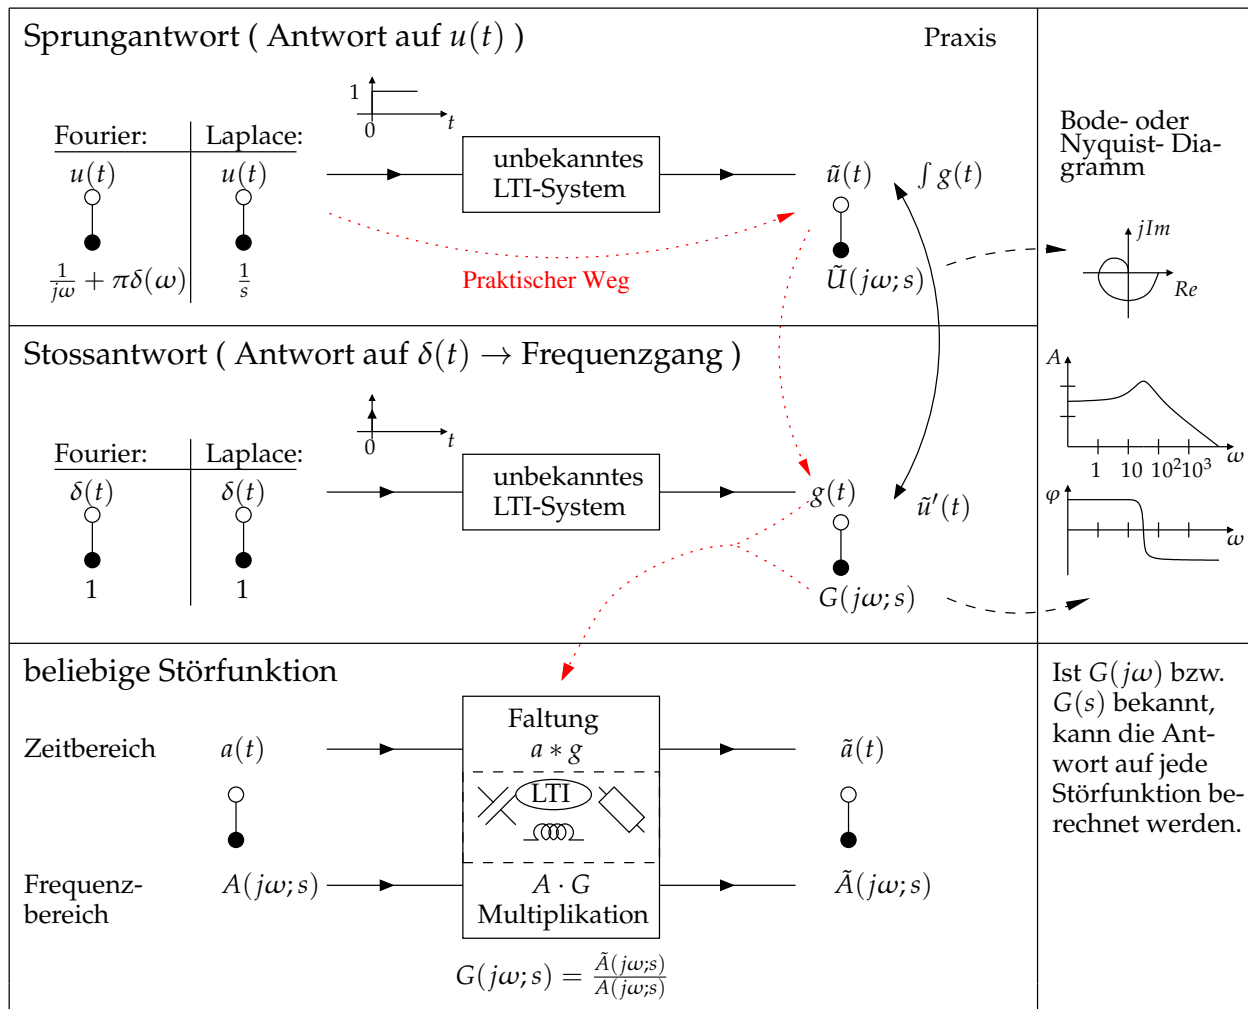 Sprungantwort ( Antwort auf u(t) )
Praxis
1
0
t
Fourier:
Laplace:
u(t)
u(t)
unbekanntes
LTI-System
ũ(t)
∫ g(t)
1/jω + πδ(ω)
1/s
Praktischer Weg
Ũ(jω; s)
Bode- oder
Nyquist- Dia-
gramm
jIm
Re
Stossantwort ( Antwort auf δ(t) → Frequenzgang )
0
t
Fourier:
Laplace:
δ(t)
δ(t)
unbekanntes
LTI-System
g(t)
ũ′(t)
1
1
G(jω; s)
A
1
10
10²
10³
ω
φ
ω
beliebige Störfunktion
Zeitbereich
a(t)
Faltung
a ∗ g
ã(t)
LTI
Frequenz-
bereich
A(jω; s)
A · G
Multiplikation
Ã(jω; s)
G(jω; s) = Ã(jω;s)/A(jω;s)
Ist G(jω) bzw.
G(s) bekannt,
kann die Ant-
wort auf jede
Störfunktion be-
rechnet werden.